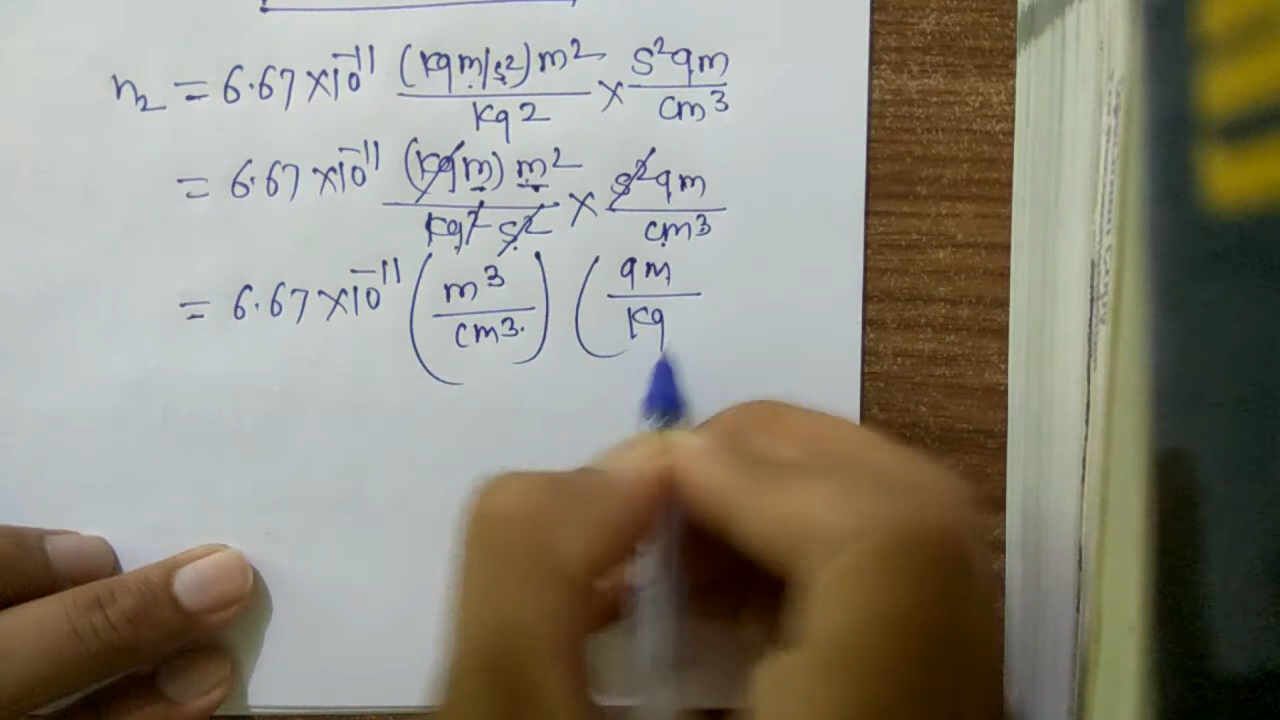 n₂ = 6.67 × 10⁻¹¹ (kg m/s²) m² / kg² × s² gm / cm³
= 6.67 × 10⁻¹¹ (kg m) m² / kg² s² × s² gm / cm³
= 6.67 × 10⁻¹¹ (m³ / cm³) (gm / kg